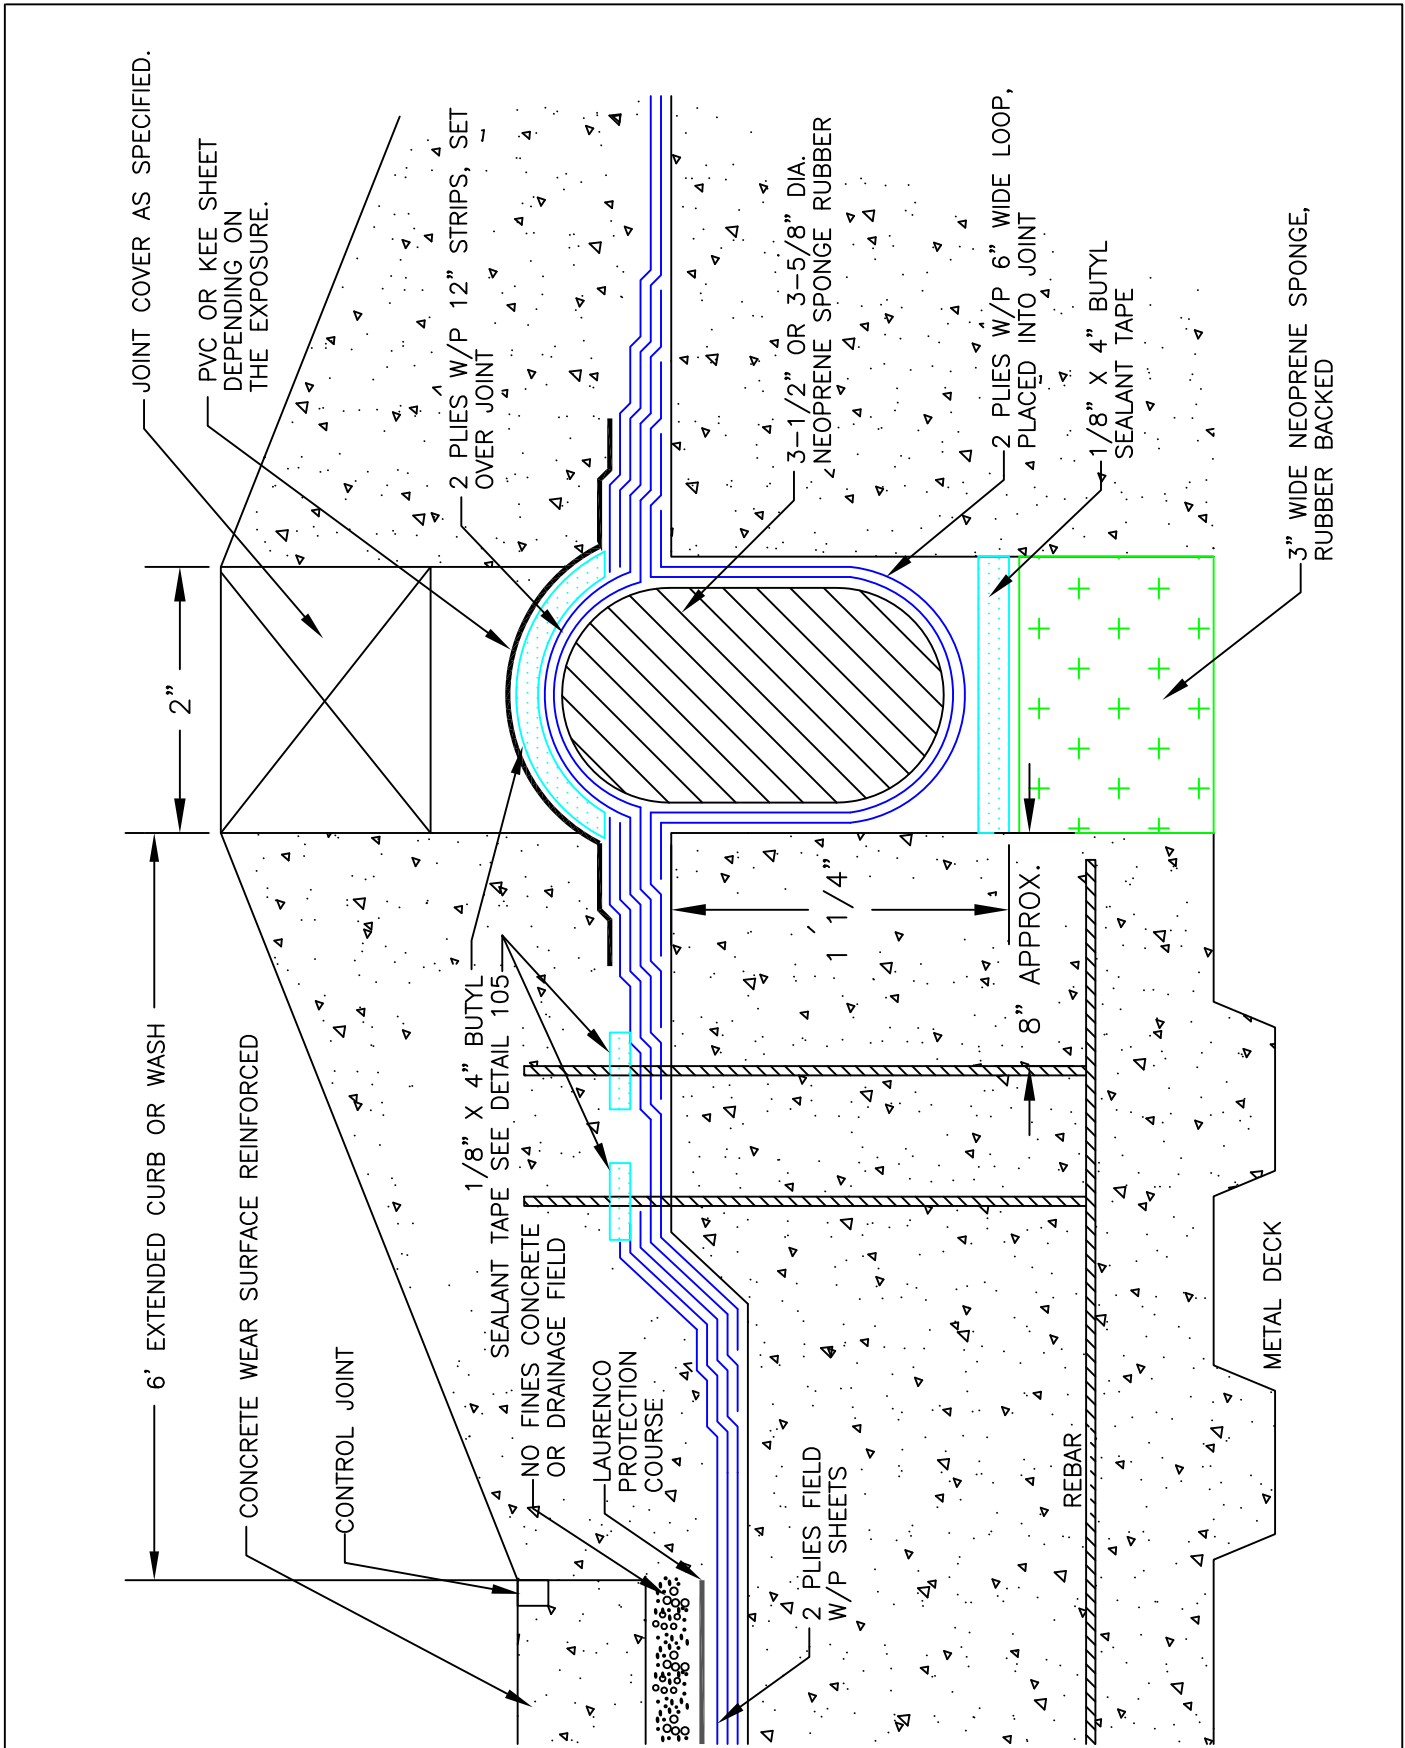 JOINT COVER AS SPECIFIED.
PVC OR KEE SHEET
DEPENDING ON
THE EXPOSURE.
2 PLIES W/P 12" STRIPS, SET
OVER JOINT
3-1/2" OR 3-5/8" DIA.
NEOPRENE SPONGE RUBBER
2 PLIES W/P 6" WIDE LOOP,
PLACED INTO JOINT
1/8" X 4" BUTYL
SEALANT TAPE
3" WIDE NEOPRENE SPONGE,
RUBBER BACKED
2"
6' EXTENDED CURB OR WASH
CONCRETE WEAR SURFACE REINFORCED
CONTROL JOINT
1/8" X 4" BUTYL
SEALANT TAPE SEE DETAIL 105
NO FINES CONCRETE
OR DRAINAGE FIELD
LAURENCO
PROTECTION
COURSE
2 PLIES FIELD
W/P SHEETS
1 1/4"
8" APPROX.
REBAR
METAL DECK